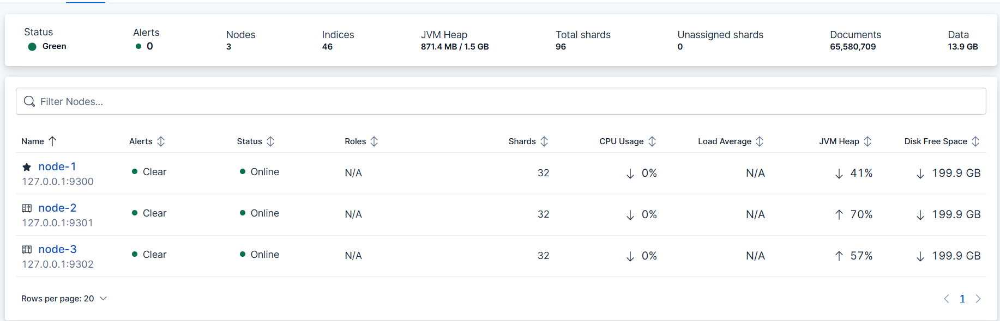 Status Alerts Nodes Indices JVM Heap Total shards Unassigned shards Documents Data
Green 0 3 46 871.4 MB / 1.5 GB 96 0 65,580,709 13.9 GB
Filter Nodes...
Name Alerts Status Roles Shards CPU Usage Load Average JVM Heap Disk Free Space
node-1 Clear Online N/A 32 0% N/A 41% 199.9 GB
127.0.0.1:9300
node-2 Clear Online N/A 32 0% N/A 70% 199.9 GB
127.0.0.1:9301
node-3 Clear Online N/A 32 0% N/A 57% 199.9 GB
127.0.0.1:9302
Rows per page: 20 1